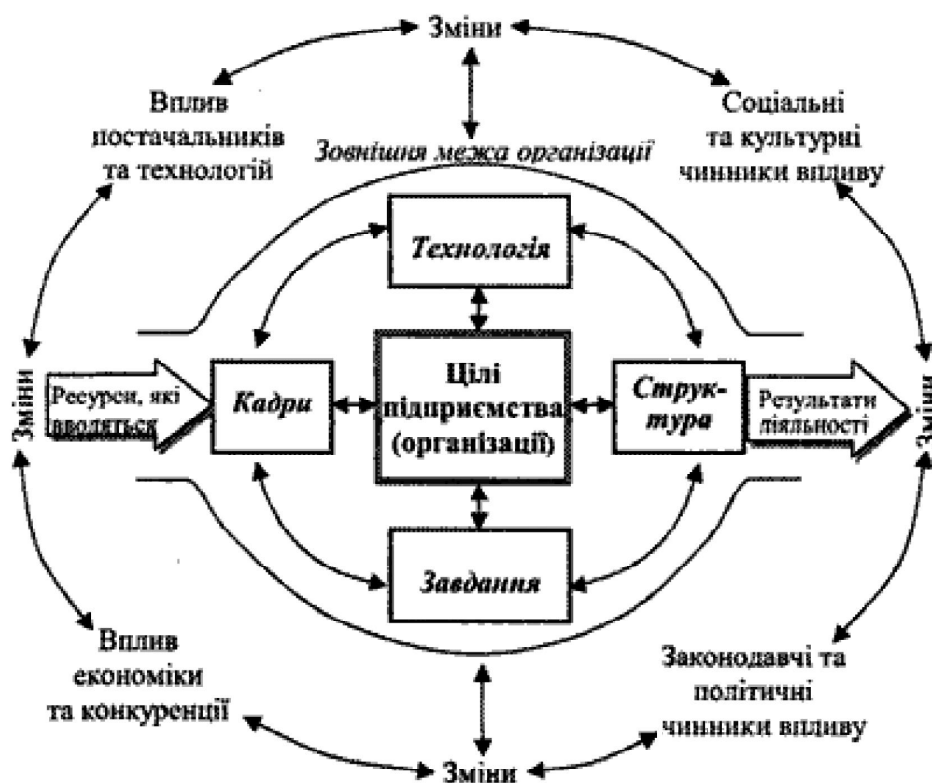 Зміни
Вплив
постачальників
та технологій
Соціальні
та культурні
чинники впливу
Зовнішня межа організації
Технологія
Зміни
Ресурси, які
вводяться
Кадри
Цілі
підприємства
(організації)
Струк-
тура
Результати
діяльності
Зміни
Завдання
Вплив
економіки
та конкуренції
Законодавчі та
політичні
чинники впливу
Зміни